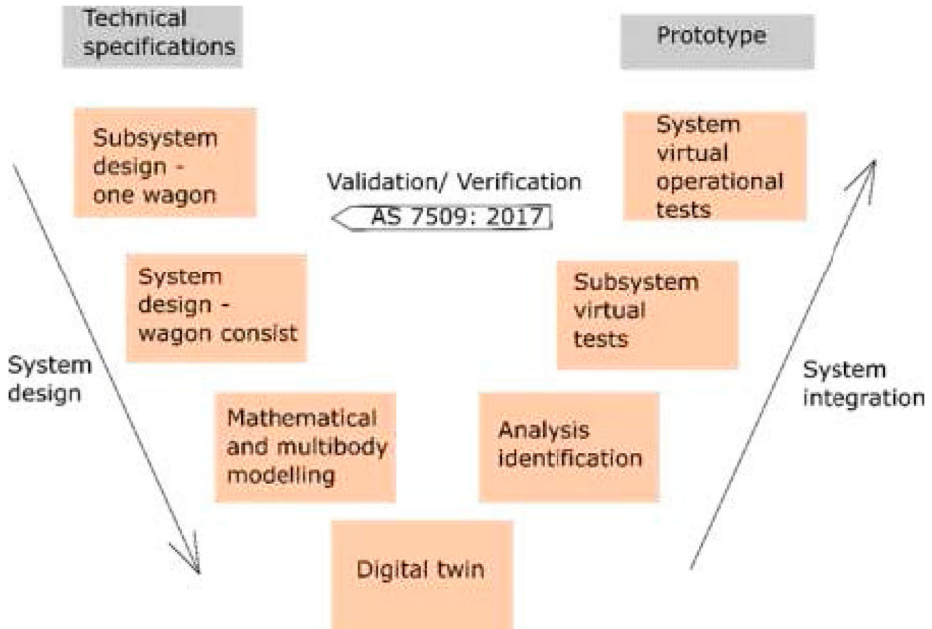 Technical
specifications
Prototype
Subsystem
design -
one wagon
System
virtual
operational
tests
Validation/ Verification
AS 7509: 2017
System
design -
wagon consist
Subsystem
virtual
tests
System
design
System
integration
Mathematical
and multibody
modelling
Analysis
identification
Digital twin